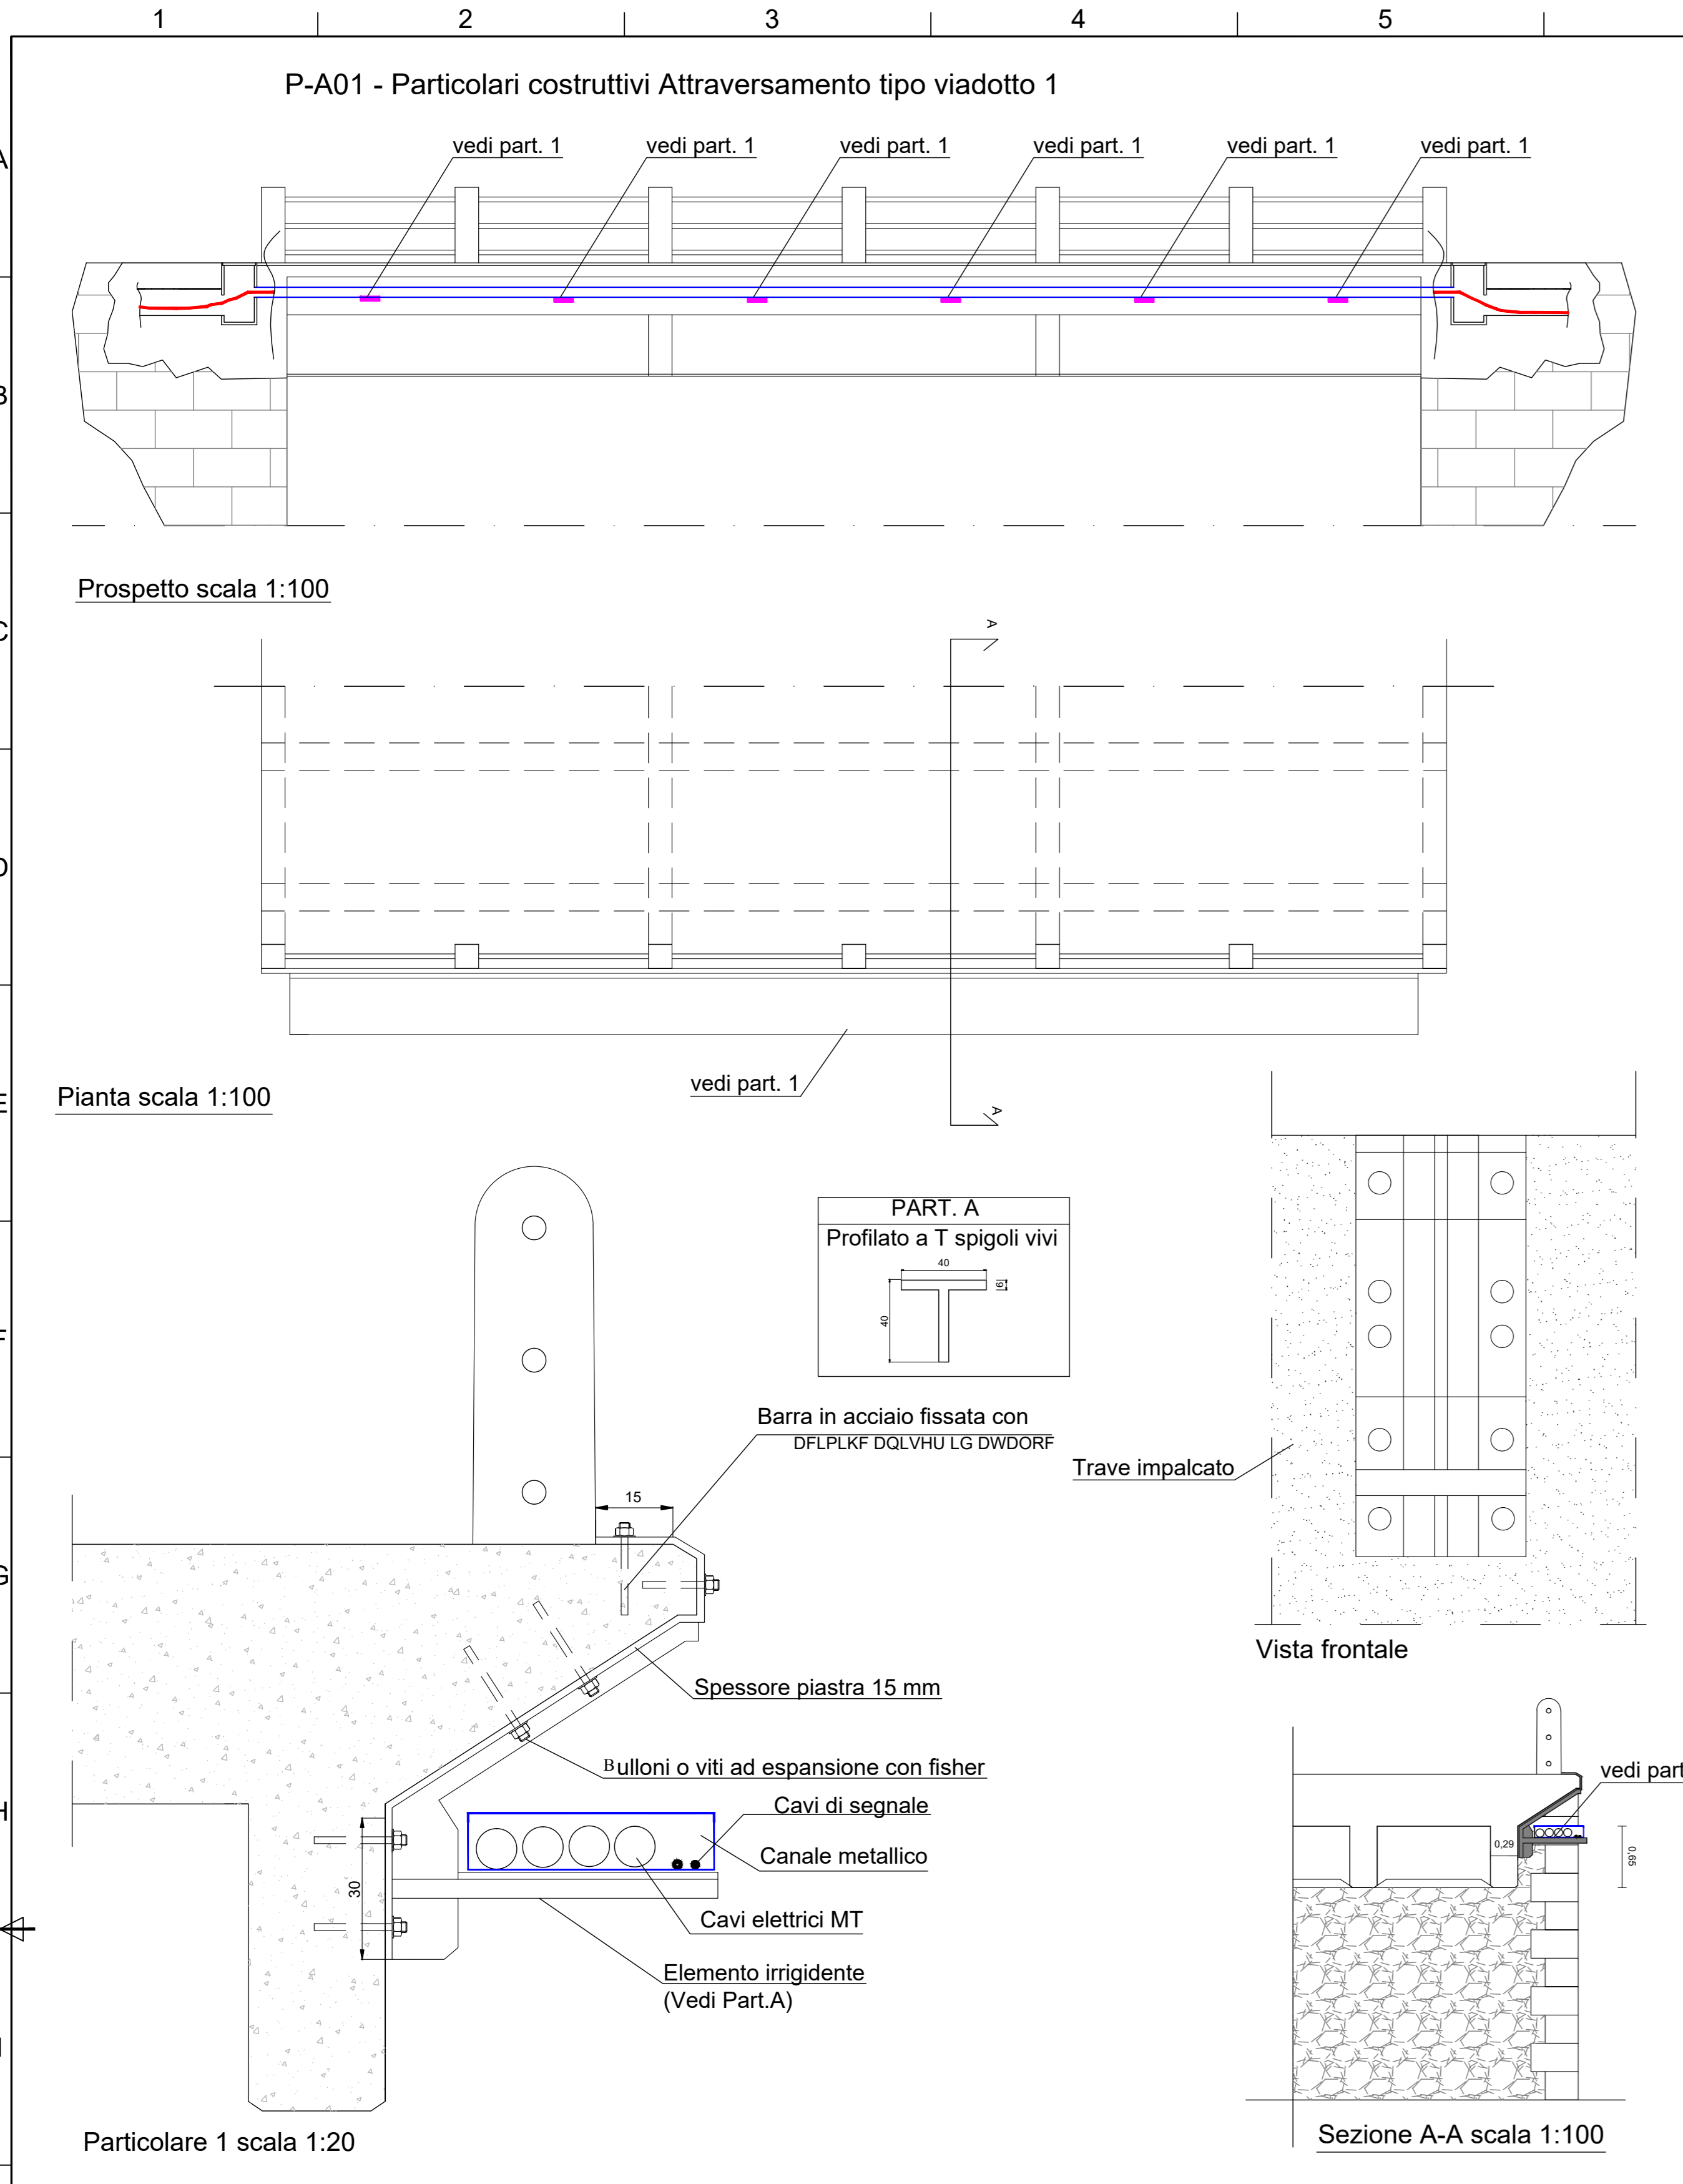 1 2 3 4 5
P-A01 - Particolari costruttivi Attraversamento tipo viadotto 1
vedi part. 1 vedi part. 1 vedi part. 1 vedi part. 1 vedi part. 1 vedi part. 1
A
B
Prospetto scala 1:100
C
A
D
vedi part. 1
Pianta scala 1:100
E
A
PART. A
Profilato a T spigoli vivi
40
6
40
F
Barra in acciaio fissata con
DFLPLKF DQLVHU LG DWDORF
Trave impalcato
15
G
Vista frontale
Spessore piastra 15 mm
Bulloni o viti ad espansione con fisher
vedi part
H
Cavi di segnale
Canale metallico
0,29
0,65
30
Cavi elettrici MT
Elemento irrigidente
(Vedi Part.A)
Particolare 1 scala 1:20
Sezione A-A scala 1:100